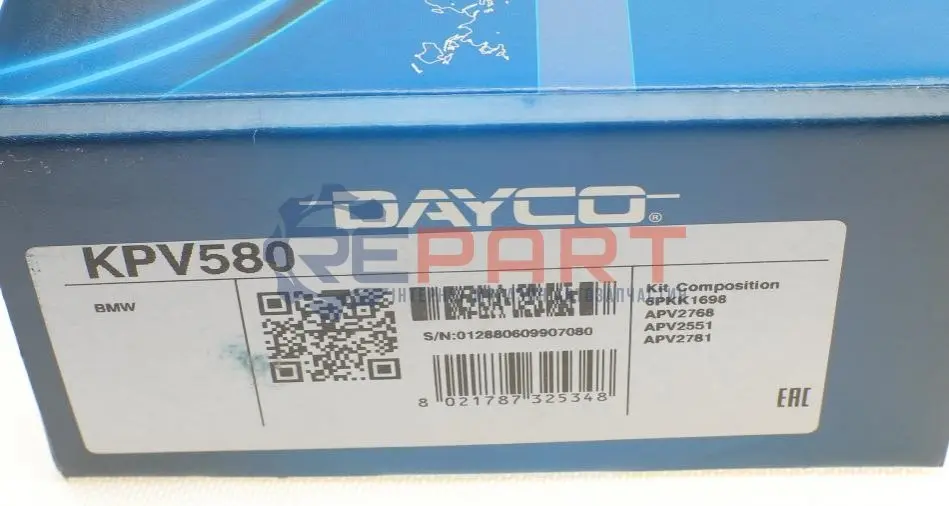 DAYCO®
KPV580
REPART
BMW
S/N:012880609907080
8 021787 325348
Kit Composition
6PKK1698
APV2768
APV2551
APV2781
EAC